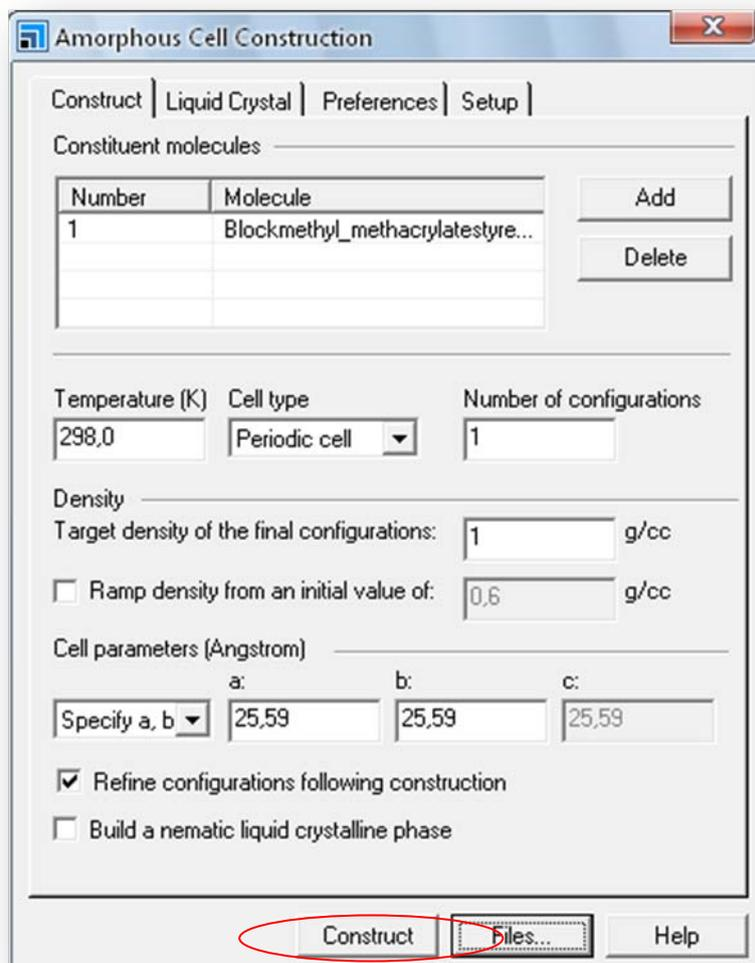 Amorphous Cell Construction
Construct Liquid Crystal Preferences Setup
Constituent molecules
Number Molecule
1 Blockmethyl_methacrylatestyre...
Add
Delete
Temperature (K) Cell type Number of configurations
298,0 Periodic cell 1
Density
Target density of the final configurations: 1 g/cc
Ramp density from an initial value of: 0,6 g/cc
Cell parameters (Angstrom)
a: b: c:
Specify a, b 25,59 25,59 25,59
Refine configurations following construction
Build a nematic liquid crystalline phase
Construct Files... Help